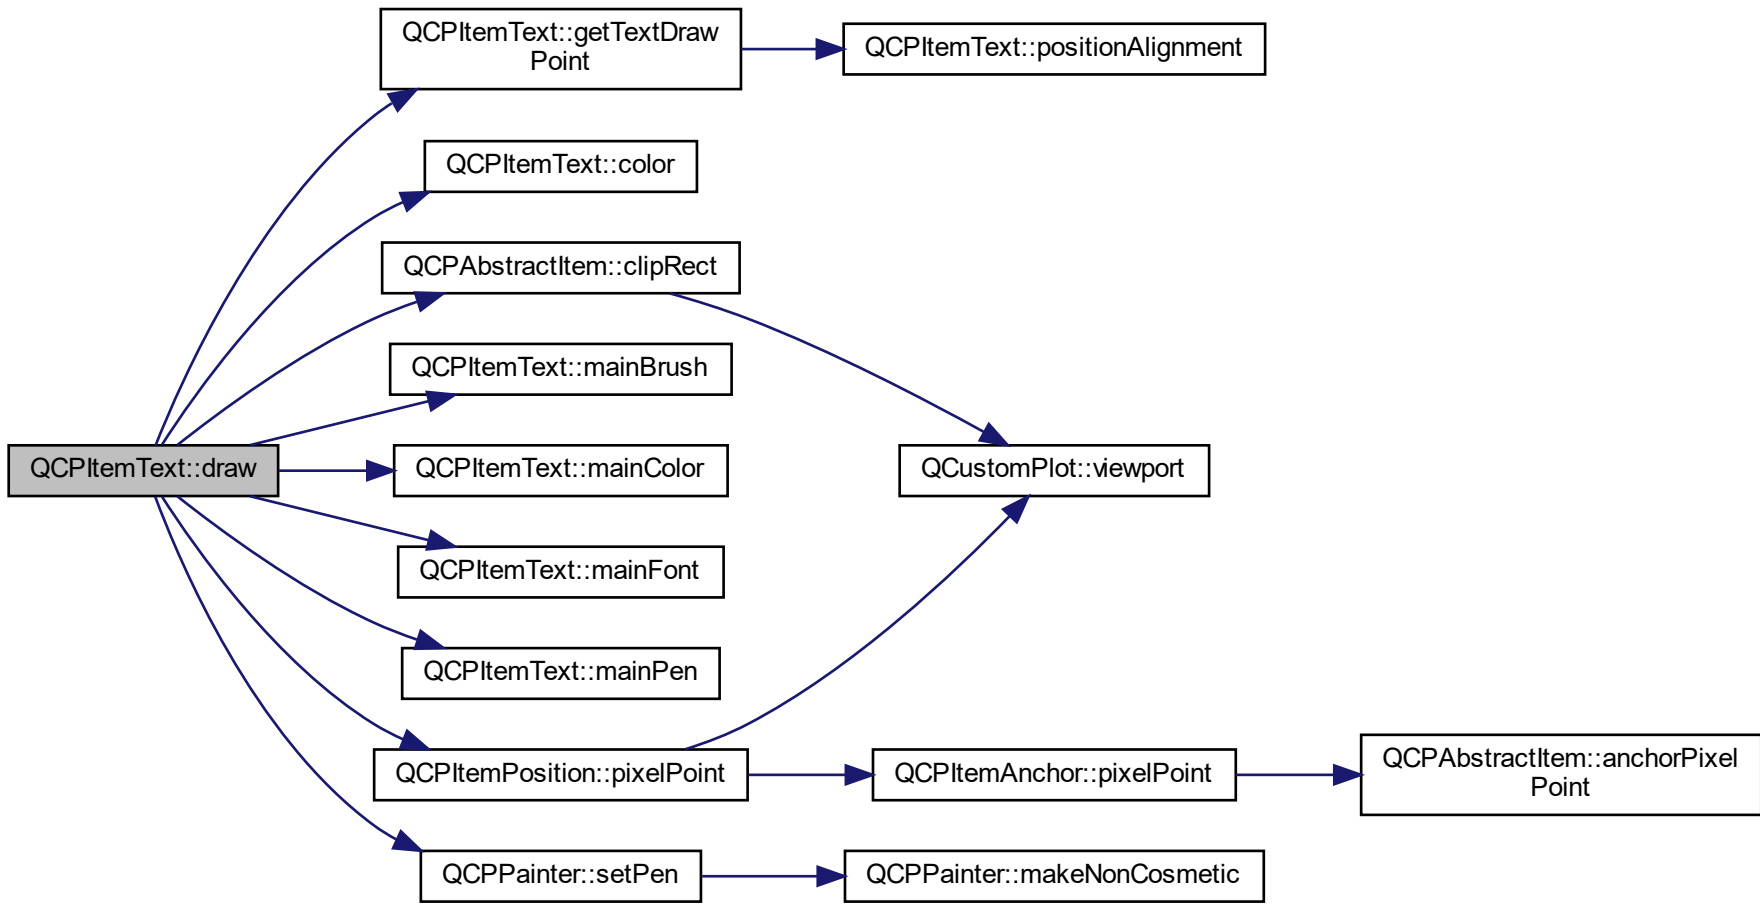 QCPItemText::draw
QCPItemText::getTextDraw
Point
QCPItemText::positionAlignment
QCPItemText::color
QCPAbstractItem::clipRect
QCPItemText::mainBrush
QCPItemText::mainColor
QCustomPlot::viewport
QCPItemText::mainFont
QCPItemText::mainPen
QCPItemPosition::pixelPoint
QCPItemAnchor::pixelPoint
QCPAbstractItem::anchorPixel
Point
QCPPainter::setPen
QCPPainter::makeNonCosmetic